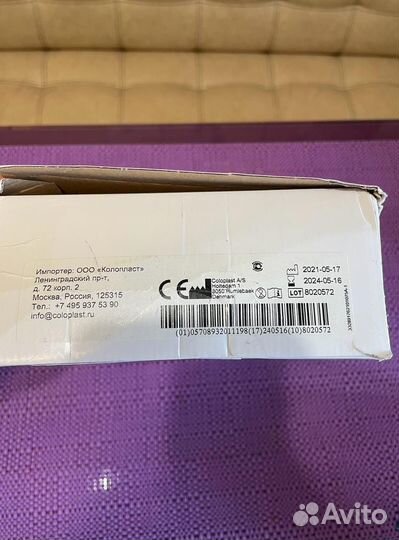 Импортер: ООО «Колопласт»
Ленинградский пр-т,
д. 72 корп. 2
Москва, Россия, 125315
Тел.: +7 495 937 53 90
info@coloplast.ru
CE
Coloplast A/S
Holtedam 1
3050 Humlebaek
Denmark
2021-05-17
2024-05-16
LOT 8020572
(01)05708932011198(17)240516(10)8020572
Avito